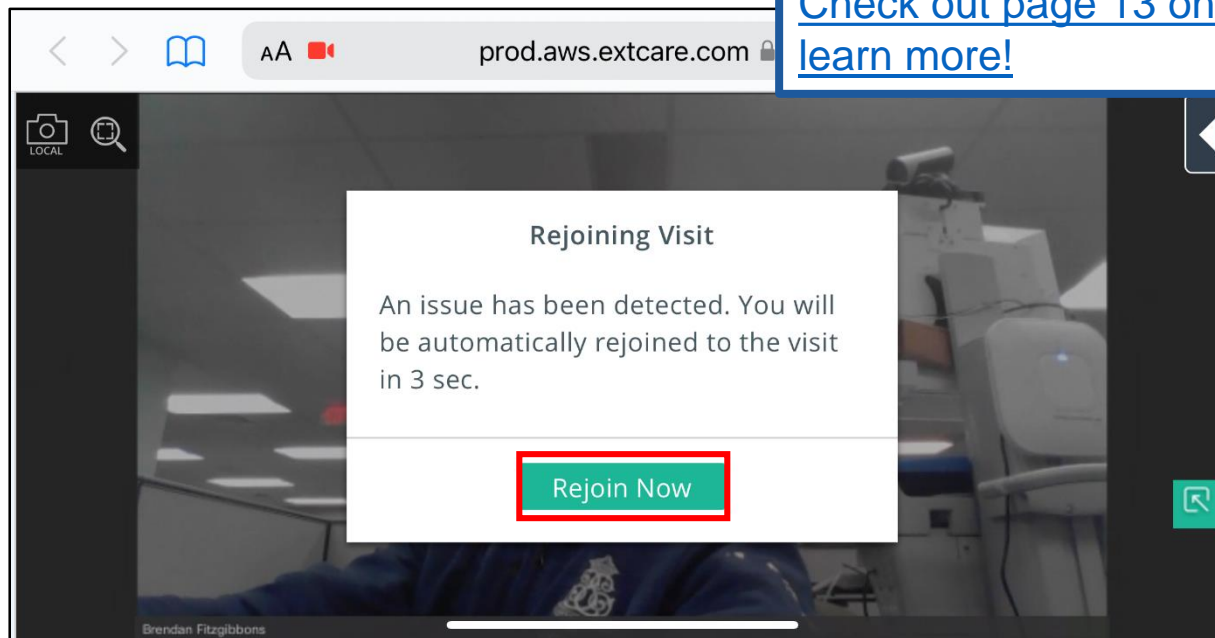 Check out page 13 on
learn more!
AA
prod.aws.extcare.com
LOCAL
Rejoining Visit
An issue has been detected. You will
be automatically rejoined to the visit
in 3 sec.
Rejoin Now
Brendan Fitzgibbons